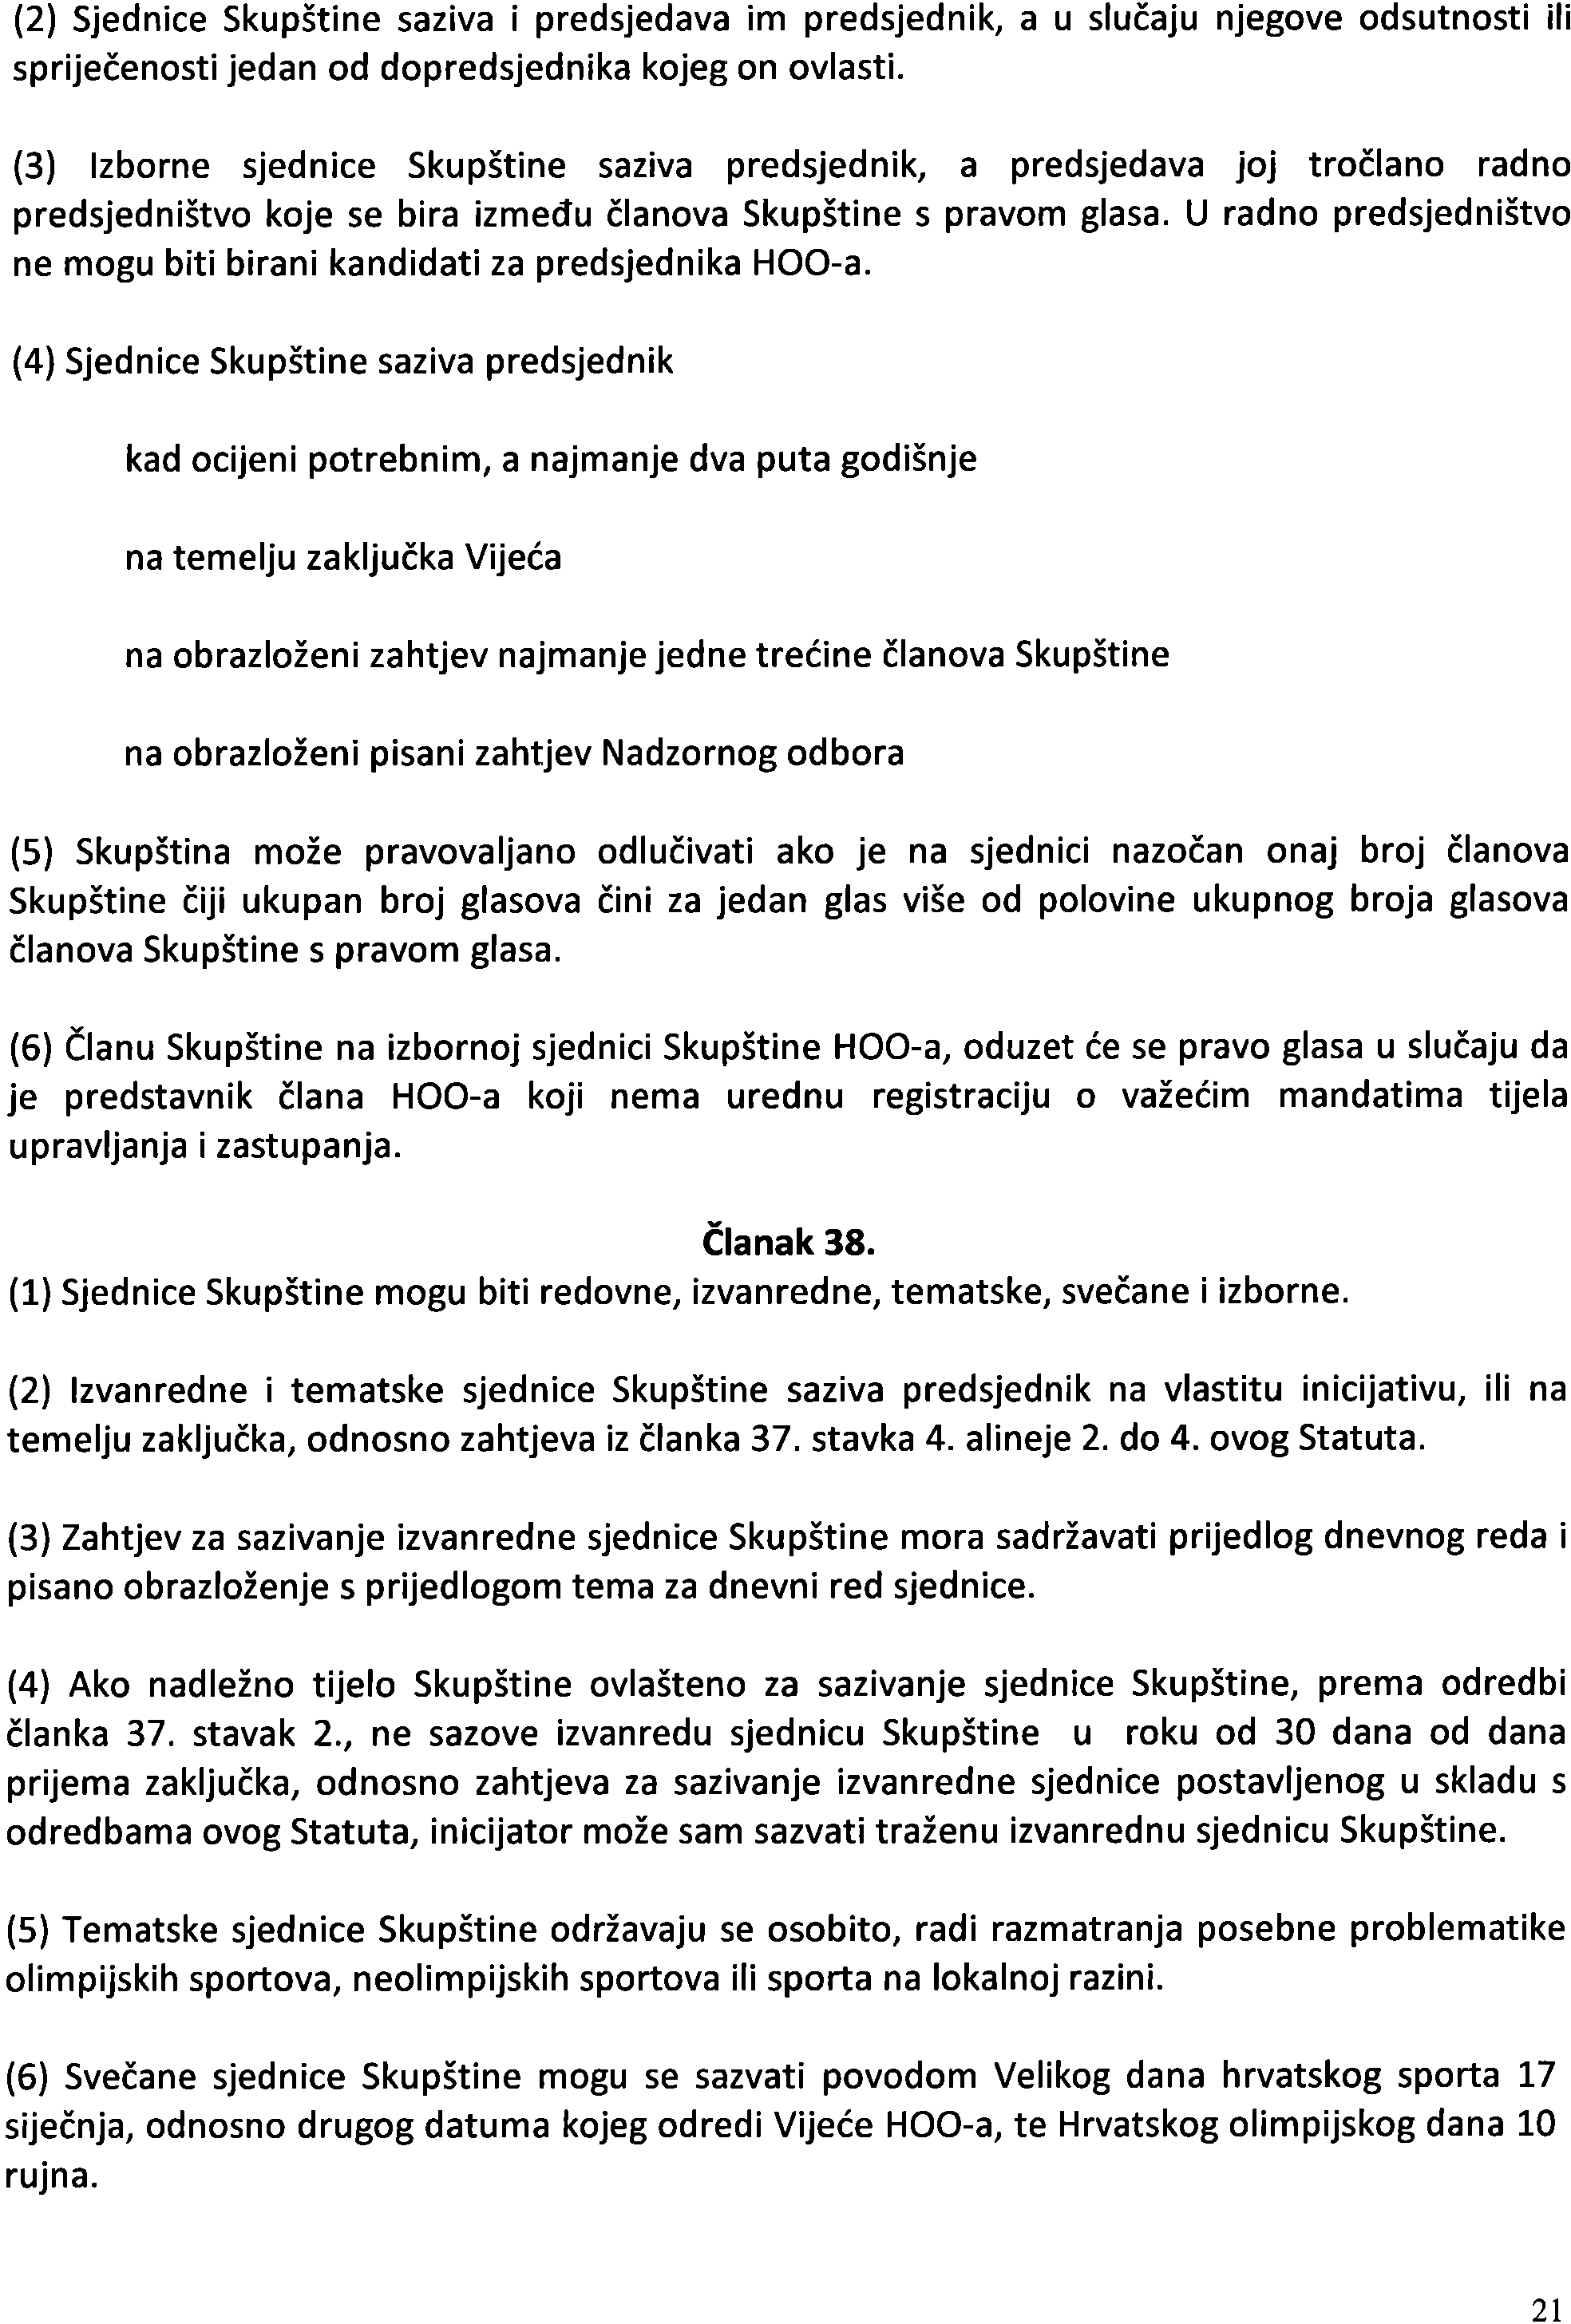 (2) Sjednice Skupštine saziva i predsjedava im predsjednik, a u slučaju njegove odsutnosti ili
spriječenosti jedan od dopredsjednika kojeg on ovlasti.
(3) Izborne sjednice Skupštine saziva predsjednik, a predsjedava joj tročlano radno
predsjedništvo koje se bira između članova Skupštine s pravom glasa. U radno predsjedništvo
ne mogu biti birani kandidati za predsjednika HOO-a.
(4) Sjednice Skupštine saziva predsjednik
kad ocijeni potrebnim, a najmanje dva puta godišnje
na temelju zaključka Vijeća
na obrazloženi zahtjev najmanje jedne trećine članova Skupštine
na obrazloženi pisani zahtjev Nadzornog odbora
(5) Skupština može pravovaljano odlučivati ako je na sjednici nazočan onaj broj članova
Skupštine čiji ukupan broj glasova čini za jedan glas više od polovine ukupnog broja glasova
članova Skupštine s pravom glasa.
(6) Članu Skupštine na izbornoj sjednici Skupštine HOO-a, oduzet će se pravo glasa u slučaju da
je predstavnik člana HOO-a koji nema urednu registraciju o važećim mandatima tijela
upravljanja i zastupanja.
Članak 38.
(1) Sjednice Skupštine mogu biti redovne, izvanredne, tematske, svečane i izborne.
(2) Izvanredne i tematske sjednice Skupštine saziva predsjednik na vlastitu inicijativu, ili na
temelju zaključka, odnosno zahtjeva iz članka 37. stavka 4. alineje 2. do 4. ovog Statuta.
(3) Zahtjev za sazivanje izvanredne sjednice Skupštine mora sadržavati prijedlog dnevnog reda i
pisano obrazloženje s prijedlogom tema za dnevni red sjednice.
(4) Ako nadležno tijelo Skupštine ovlašteno za sazivanje sjednice Skupštine, prema odredbi
članka 37. stavak 2., ne sazove izvanredu sjednicu Skupštine u roku od 30 dana od dana
prijema zaključka, odnosno zahtjeva za sazivanje izvanredne sjednice postavljenog u skladu s
odredbama ovog Statuta, inicijator može sam sazvati traženu izvanrednu sjednicu Skupštine.
(5) Tematske sjednice Skupštine održavaju se osobito, radi razmatranja posebne problematike
olimpijskih sportova, neolimpijskih sportova ili sporta na lokalnoj razini.
(6) Svečane sjednice Skupštine mogu se sazvati povodom Velikog dana hrvatskog sporta 17
siječnja, odnosno drugog datuma kojeg odredi Vijeće HOO-a, te Hrvatskog olimpijskog dana 10
rujna.
21